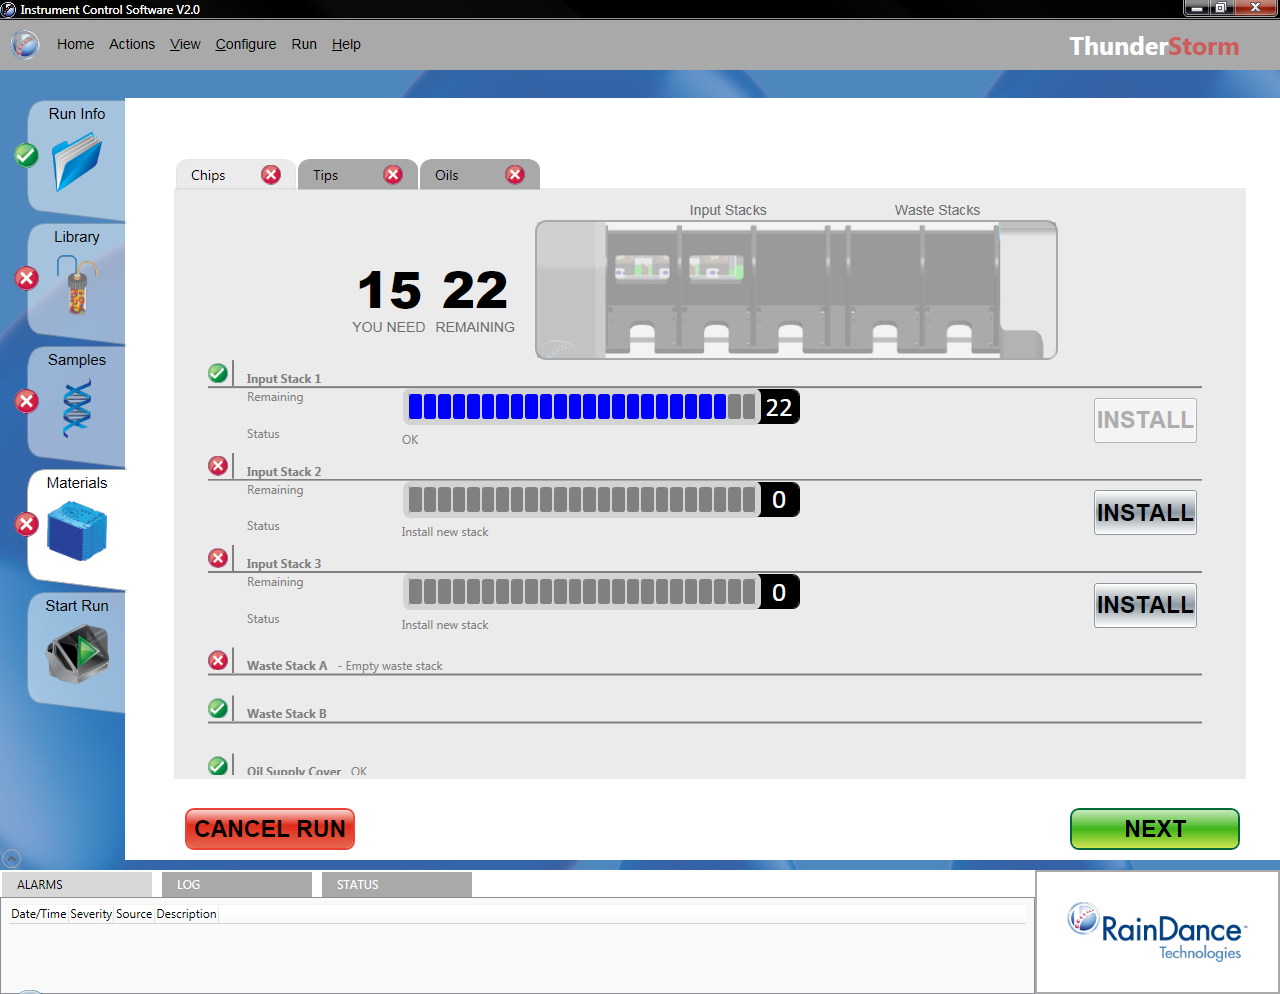 Instrument Control Software V2.0
Home Actions View Configure Run Help
ThunderStorm
Run Info
Library
Samples
Materials
Start Run
Chips Tips Oils
Input Stacks Waste Stacks
15 22
YOU NEED REMAINING
Input Stack 1
Remaining
22
INSTALL
Status
OK
Input Stack 2
Remaining
0
INSTALL
Status
Install new stack
Input Stack 3
Remaining
0
INSTALL
Status
Install new stack
Waste Stack A - Empty waste stack
Waste Stack B
Oil Supply Cover OK
CANCEL RUN
NEXT
ALARMS LOG STATUS
Date/Time Severity Source Description
RainDance™
Technologies